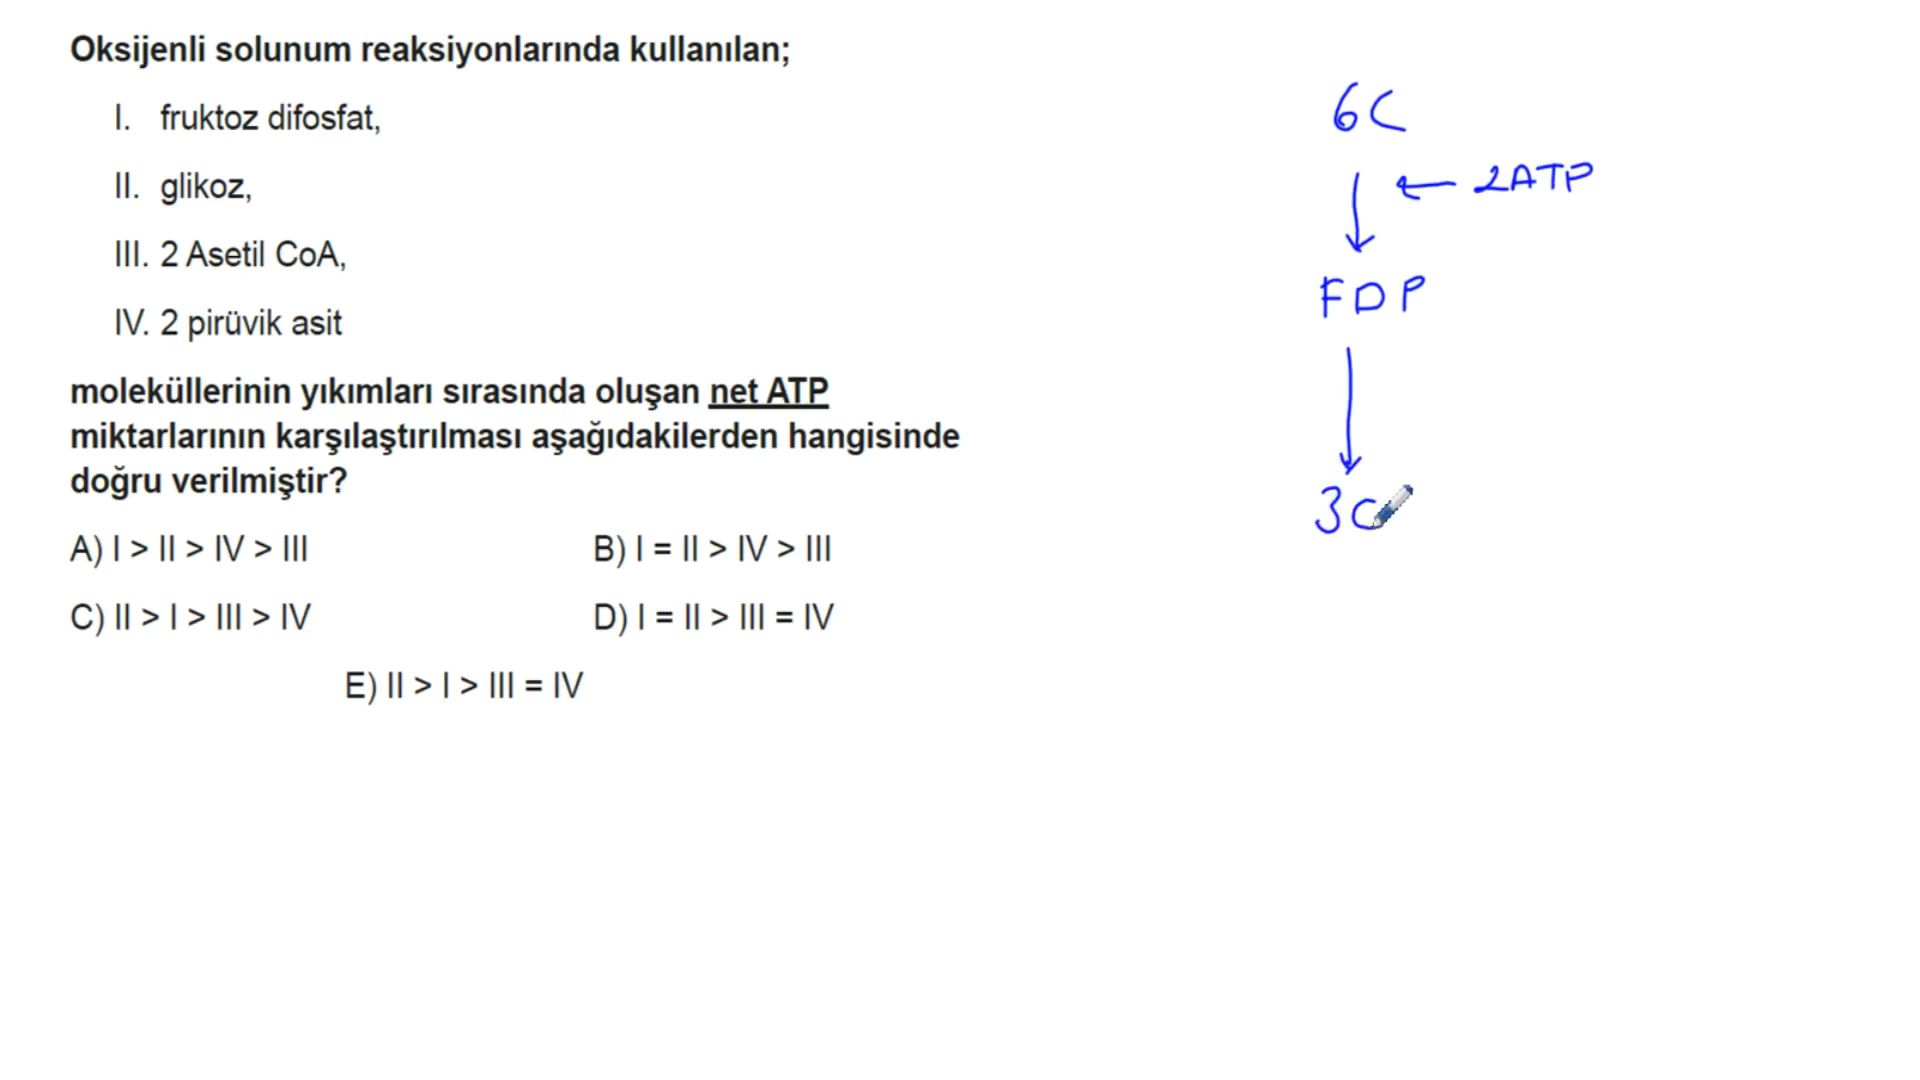 Oksijenli solunum reaksiyonlarında kullanılan;
I. fruktoz difosfat,
II. glikoz,
III. 2 Asetil CoA,
IV. 2 pirüvik asit
moleküllerinin yıkımları sırasında oluşan net ATP
miktarlarının karşılaştırılması aşağıdakilerden hangisinde
doğru verilmiştir?
A) I > II > IV > III
B) I = II > IV > III
C) II > I > III > IV
D) I = II > III = IV
E) II > I > III = IV
6C
2ATP
FDP
3C